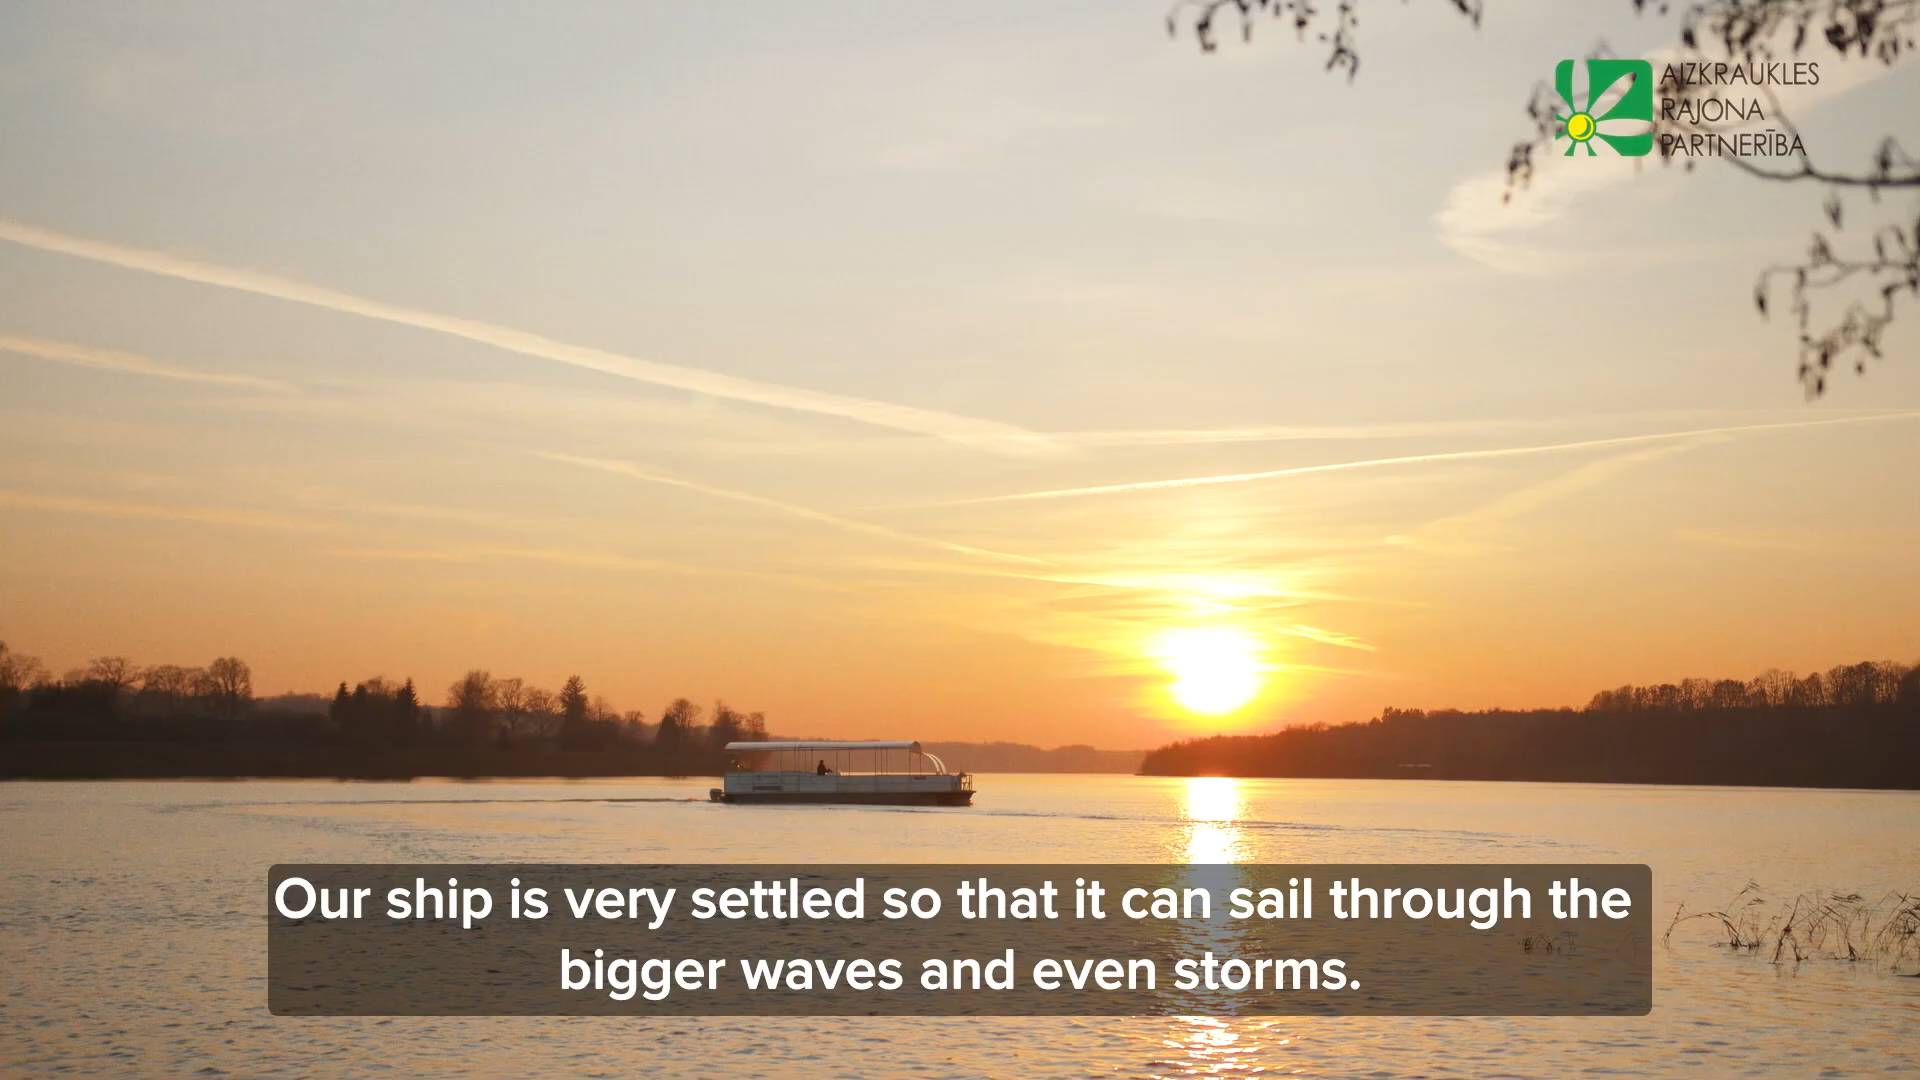 AIZKRAUKLES
RAJONA
PARTNERĪBA
Our ship is very settled so that it can sail through the
bigger waves and even storms.